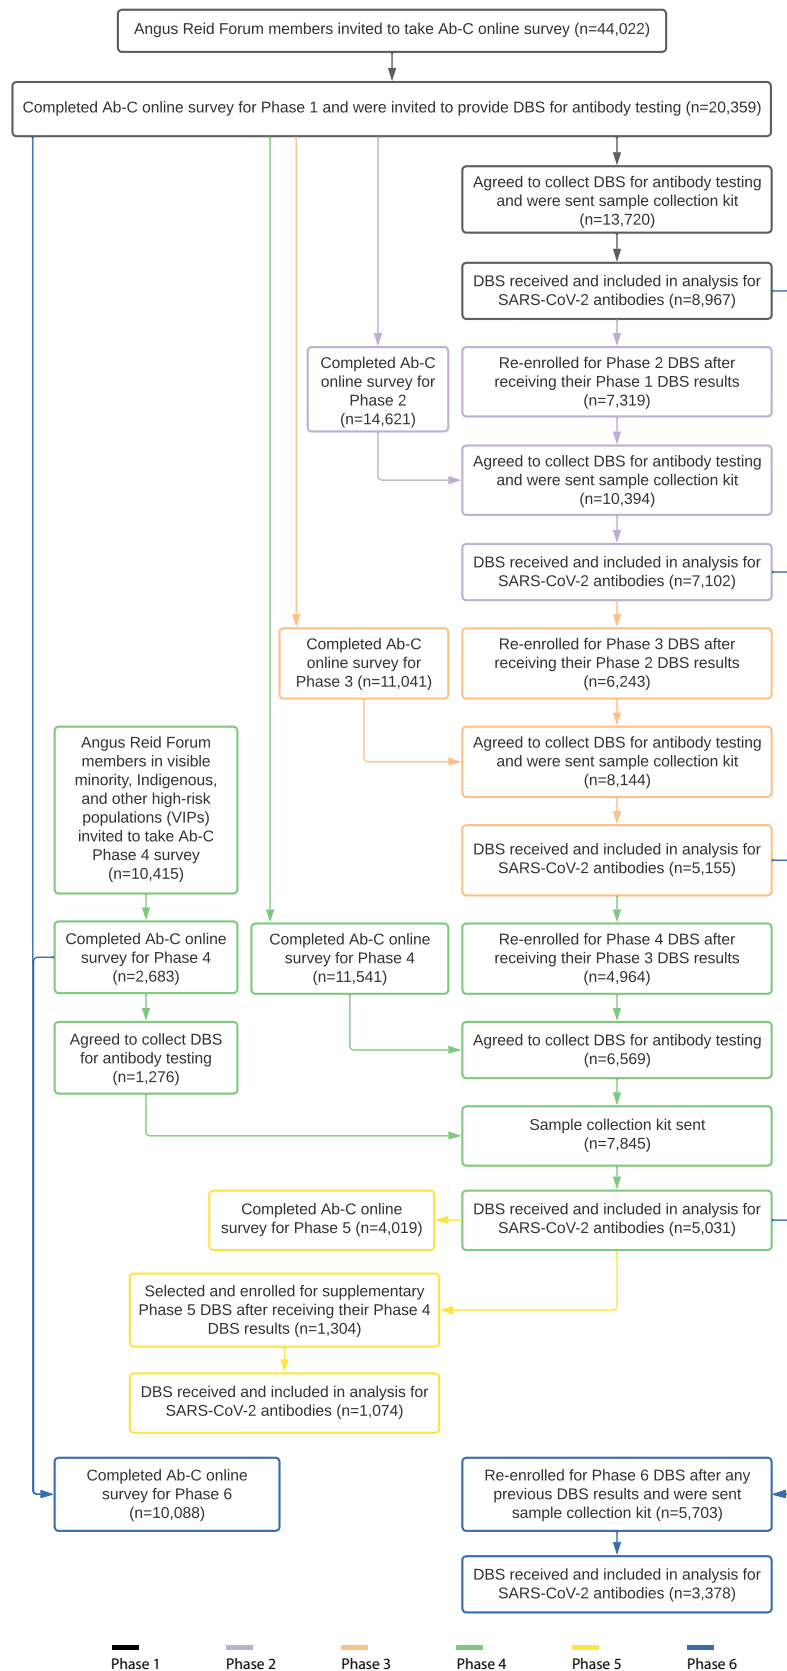 Angus Reid Forum members invited to take Ab-C online survey (n=44,022)
Completed Ab-C online survey for Phase 1 and were invited to provide DBS for antibody testing (n=20,359)
Agreed to collect DBS for antibody testing
and were sent sample collection kit
(n=13,720)
DBS received and included in analysis for
SARS-CoV-2 antibodies (n=8,967)
Completed Ab-C
online survey for
Phase 2
(n=14,621)
Re-enrolled for Phase 2 DBS after
receiving their Phase 1 DBS results
(n=7,319)
Agreed to collect DBS for antibody testing
and were sent sample collection kit
(n=10,394)
DBS received and included in analysis for
SARS-CoV-2 antibodies (n=7,102)
Completed Ab-C
online survey for
Phase 3 (n=11,041)
Re-enrolled for Phase 3 DBS after
receiving their Phase 2 DBS results
(n=6,243)
Angus Reid Forum
members in visible
minority, Indigenous,
and other high-risk
populations (VIPs)
invited to take Ab-C
Phase 4 survey
(n=10,415)
Agreed to collect DBS for antibody testing
and were sent sample collection kit
(n=8,144)
DBS received and included in analysis for
SARS-CoV-2 antibodies (n=5,155)
Completed Ab-C online
survey for Phase 4
(n=2,683)
Completed Ab-C online
survey for Phase 4
(n=11,541)
Re-enrolled for Phase 4 DBS after
receiving their Phase 3 DBS results
(n=4,964)
Agreed to collect DBS
for antibody testing
(n=1,276)
Agreed to collect DBS for antibody testing
(n=6,569)
Sample collection kit sent
(n=7,845)
Completed Ab-C online
survey for Phase 5 (n=4,019)
DBS received and included in analysis for
SARS-CoV-2 antibodies (n=5,031)
Selected and enrolled for supplementary
Phase 5 DBS after receiving their Phase 4
DBS results (n=1,304)
DBS received and included in analysis for
SARS-CoV-2 antibodies (n=1,074)
Completed Ab-C online
survey for Phase 6
(n=10,088)
Re-enrolled for Phase 6 DBS after any
previous DBS results and were sent
sample collection kit (n=5,703)
DBS received and included in analysis for
SARS-CoV-2 antibodies (n=3,378)
Phase 1 Phase 2 Phase 3 Phase 4 Phase 5 Phase 6